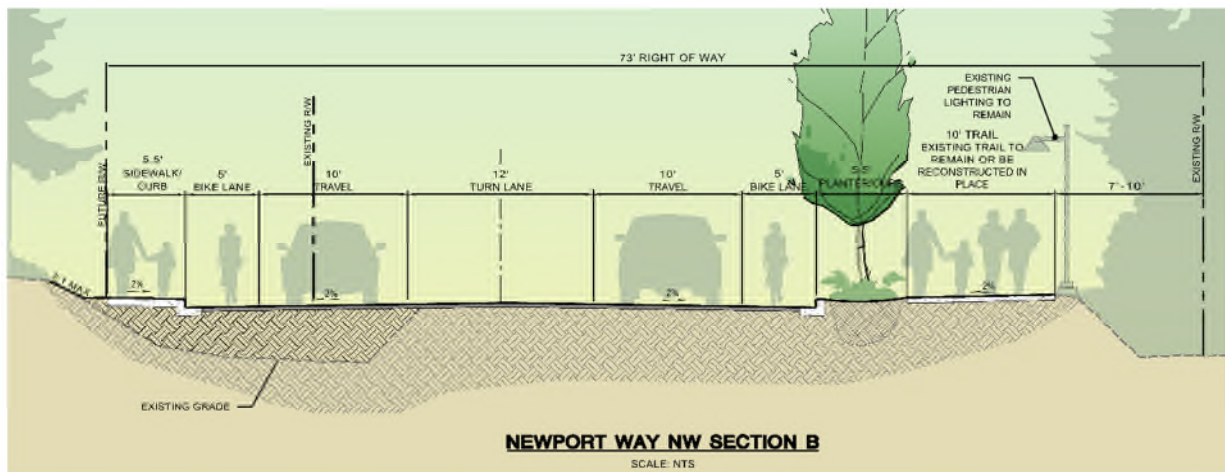 73' RIGHT OF WAY
EXISTING
PEDESTRIAN
LIGHTING TO
REMAIN
FUTURE R/W
5.5'
SIDEWALK/
CURB
5'
BIKE LANE
EXISTING R/W
10'
TRAVEL
12'
TURN LANE
10'
TRAVEL
5'
BIKE LANE
5.5'
PLANTER/CURB
10' TRAIL
EXISTING TRAIL TO
REMAIN OR BE
RECONSTRUCTED IN
PLACE
7' - 10'
EXISTING R/W
2:1 MAX
2%
2%
2%
2%
EXISTING GRADE
NEWPORT WAY NW SECTION B
SCALE: NTS